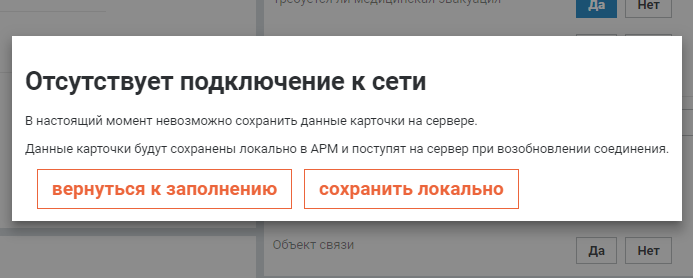 Требуется ли медицинская эвакуация
Да
Нет
Отсутствует подключение к сети
В настоящий момент невозможно сохранить данные карточки на сервере.
Данные карточки будут сохранены локально в АРМ и поступят на сервер при возобновлении соединения.
вернуться к заполнению
сохранить локально
Объект связи
Да
Нет